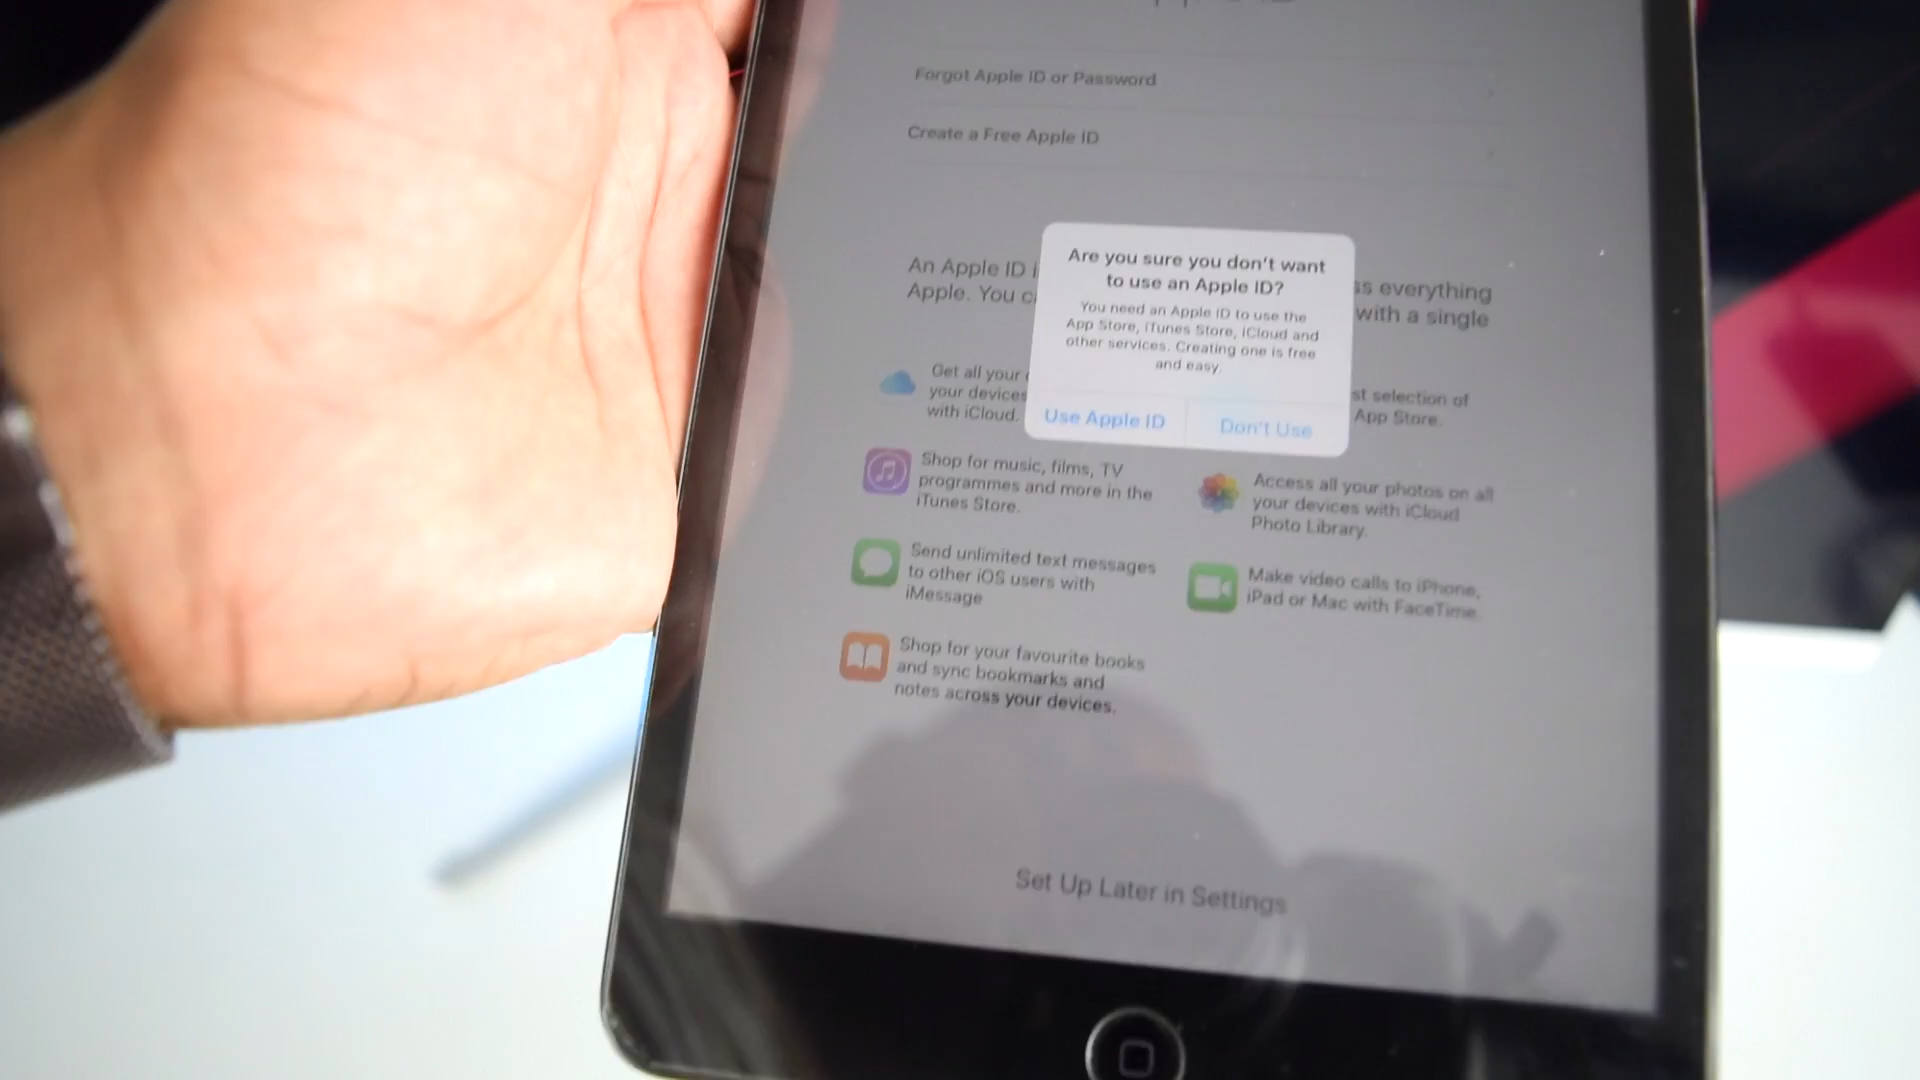 Forgot Apple ID or Password
Create a Free Apple ID
Are you sure you don't want
to use an Apple ID?
You need an Apple ID to use the
App Store, iTunes Store, iCloud and
other services. Creating one is free
and easy.
Use Apple ID
Don't Use
An Apple ID
everything
Apple. You
with a single
Get all your
your devices
with iCloud.
selection of
App Store.
Shop for music, films, TV
programmes and more in the
iTunes Store.
Access all your photos on all
your devices with iCloud
Photo Library.
Send unlimited text messages
to other iOS users with
iMessage
Make video calls to iPhone,
iPad or Mac with FaceTime.
Shop for your favourite books
and sync bookmarks and
notes across your devices.
Set Up Later in Settings